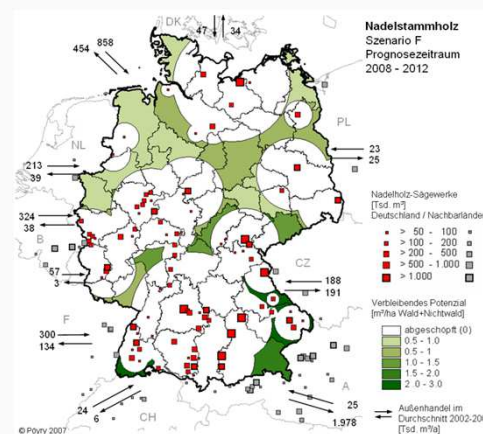 DK
47
34
Nadelstammholz
Szenario F
Prognosezeitraum
2008 - 2012
454
858
PL
NL
23
25
213
39
324
38
B
57
3
Nadelholz-Sägewerke
[Tsd. m³]
Deutschland / Nachbarländer
> 50 - 100
> 100 - 200
> 200 - 500
> 500 - 1.000
> 1.000
CZ
188
191
Verbleibendes Potenzial
[m³/ha Wald+Nichtwald]
abgeschöpft (0)
0.5 - 1.0
0.5 - 1
1.0 - 1.5
1.5 - 2.0
2.0 - 3.0
F
300
134
24
6
CH
A
25
1.978
Außenhandel im
Durchschnitt 2002-200
[Tsd. m³/a]
© Pöyry 2007